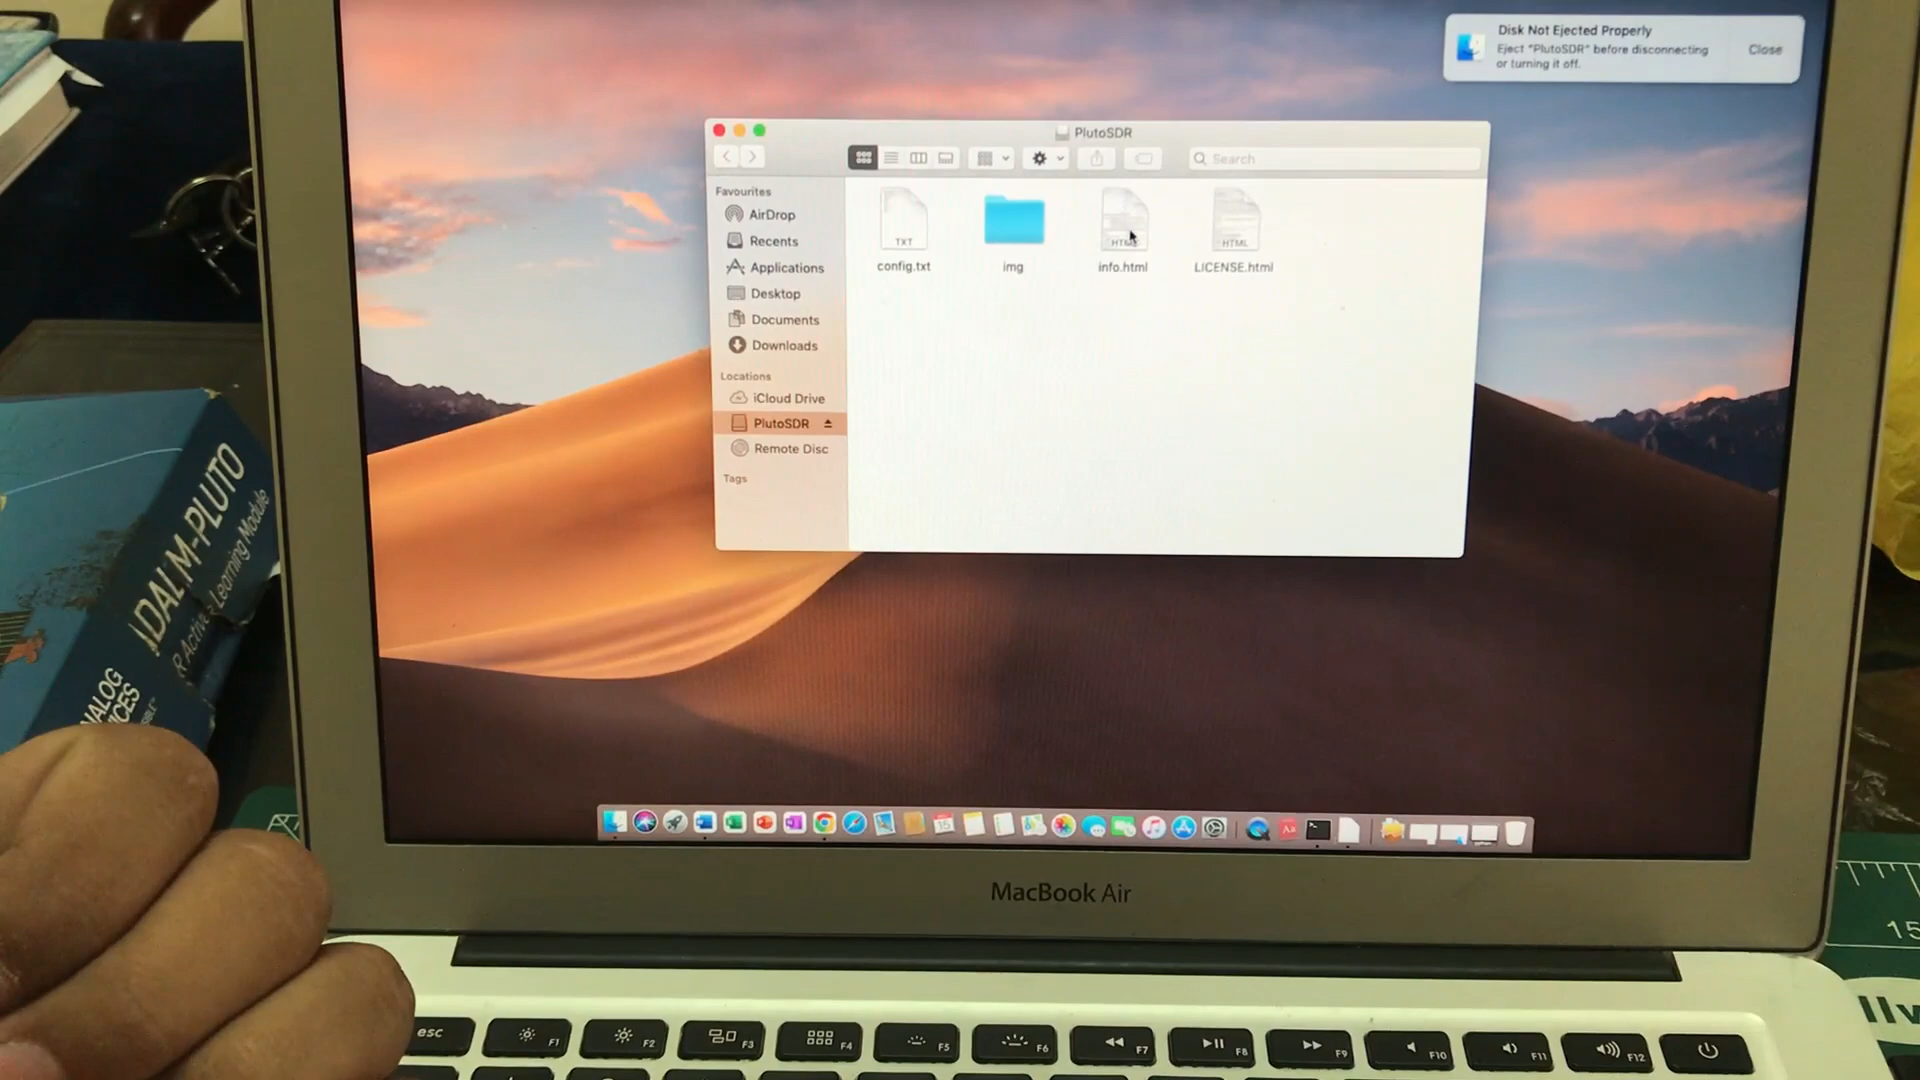 Disk Not Ejected Properly
Eject "PlutoSDR" before disconnecting
or turning it off.
Close
PlutoSDR
Search
Favourites
AirDrop
Recents
Applications
Desktop
Documents
Downloads
Locations
iCloud Drive
PlutoSDR
Remote Disc
Tags
TXT
config.txt
img
HTML
info.html
HTML
LICENSE.html
ADALM-PLUTO
Active Learning Module
MacBook Air
15
esc
F1
F2
F3
F4
F5
F6
F7
F8
F9
F10
F11
F12